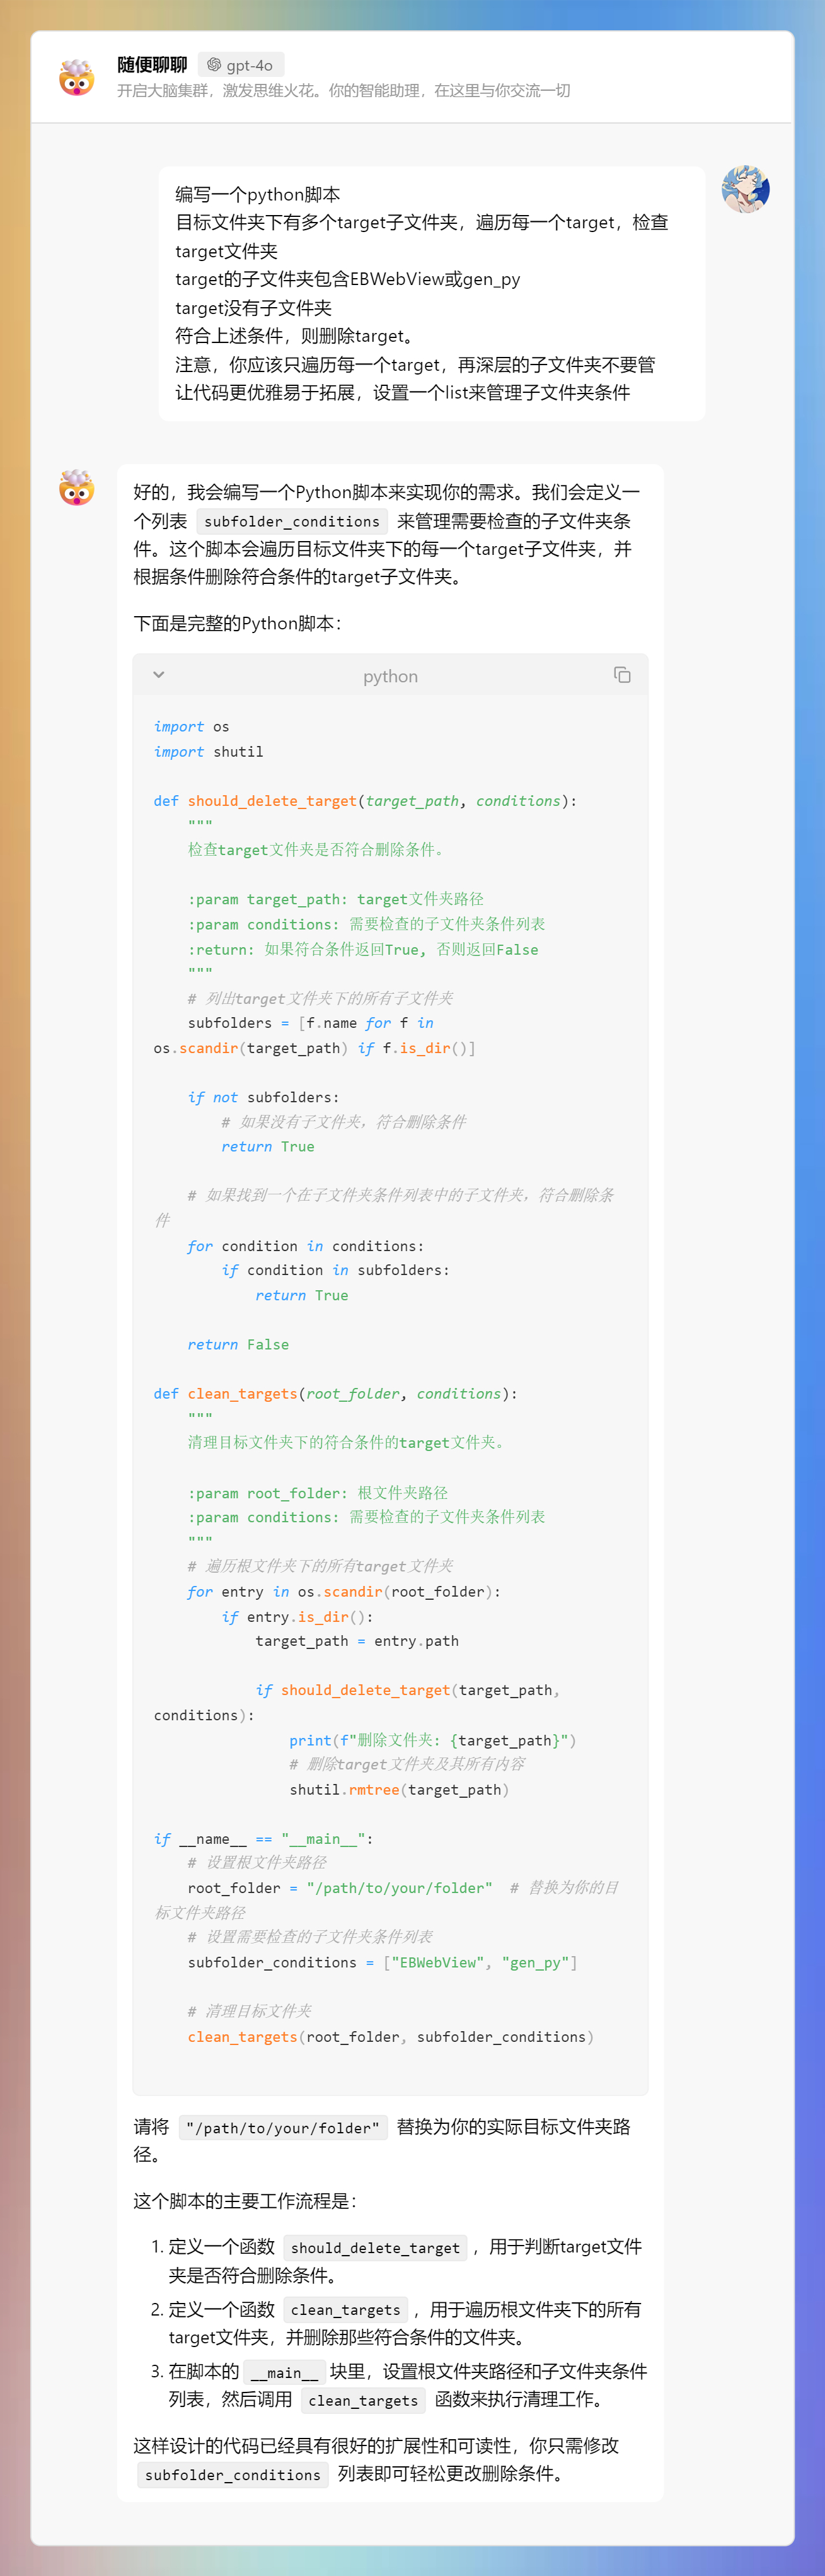 随便聊聊 gpt-4o
开启大脑集群，激发思维火花。你的智能助理，在这里与你交流一切
编写一个python脚本
目标文件夹下有多个target子文件夹，遍历每一个target，检查
target文件夹
target的子文件夹包含EBWebView或gen_py
target没有子文件夹
符合上述条件，则删除target。
注意，你应该只遍历每一个target，再深层的子文件夹不要管
让代码更优雅易于拓展，设置一个list来管理子文件夹条件
好的，我会编写一个Python脚本来实现你的需求。我们会定义一
个列表 subfolder_conditions 来管理需要检查的子文件夹条
件。这个脚本会遍历目标文件夹下的每一个target子文件夹，并
根据条件删除符合条件的target子文件夹。
下面是完整的Python脚本：
python
import os
import shutil
def should_delete_target(target_path, conditions):
    """
    检查target文件夹是否符合删除条件。
    :param target_path: target文件夹路径
    :param conditions: 需要检查的子文件夹条件列表
    :return: 如果符合条件返回True, 否则返回False
    """
    # 列出target文件夹下的所有子文件夹
    subfolders = [f.name for f in
os.scandir(target_path) if f.is_dir()]
    if not subfolders:
        # 如果没有子文件夹，符合删除条件
        return True
    # 如果找到一个在子文件夹条件列表中的子文件夹，符合删除条
件
    for condition in conditions:
        if condition in subfolders:
            return True
    return False
def clean_targets(root_folder, conditions):
    """
    清理目标文件夹下的符合条件的target文件夹。
    :param root_folder: 根文件夹路径
    :param conditions: 需要检查的子文件夹条件列表
    """
    # 遍历根文件夹下的所有target文件夹
    for entry in os.scandir(root_folder):
        if entry.is_dir():
            target_path = entry.path
            if should_delete_target(target_path,
conditions):
                print(f"删除文件夹: {target_path}")
                # 删除target文件夹及其所有内容
                shutil.rmtree(target_path)
if __name__ == "__main__":
    # 设置根文件夹路径
    root_folder = "/path/to/your/folder"  # 替换为你的目
标文件夹路径
    # 设置需要检查的子文件夹条件列表
    subfolder_conditions = ["EBWebView", "gen_py"]
    # 清理目标文件夹
    clean_targets(root_folder, subfolder_conditions)
请将 "/path/to/your/folder" 替换为你的实际目标文件夹路
径。
这个脚本的主要工作流程是：
1. 定义一个函数 should_delete_target ，用于判断target文件
夹是否符合删除条件。
2. 定义一个函数 clean_targets ，用于遍历根文件夹下的所有
target文件夹，并删除那些符合条件的文件夹。
3. 在脚本的 __main__ 块里，设置根文件夹路径和子文件夹条件
列表，然后调用 clean_targets 函数来执行清理工作。
这样设计的代码已经具有很好的扩展性和可读性，你只需修改
subfolder_conditions 列表即可轻松更改删除条件。